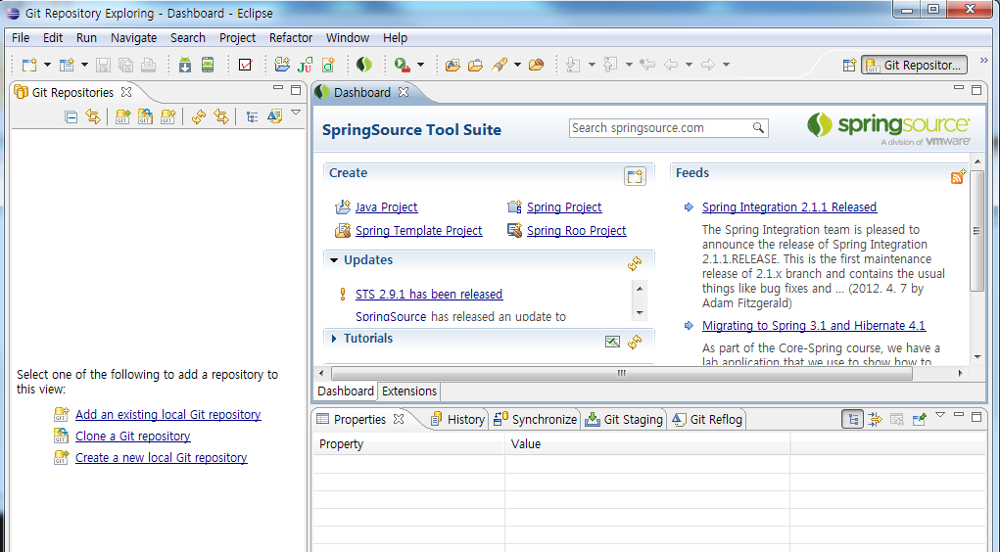 Git Repository Exploring - Dashboard - Eclipse
File Edit Run Navigate Search Project Refactor Window Help
Git Repositor...
Git Repositories
Select one of the following to add a repository to
this view:
Add an existing local Git repository
Clone a Git repository
Create a new local Git repository
Dashboard
SpringSource Tool Suite
Search springsource.com
springsource
A division of vmware
Create
Java Project
Spring Project
Spring Template Project
Spring Roo Project
Updates
STS 2.9.1 has been released
SpringSource has released an update to
Tutorials
Feeds
Spring Integration 2.1.1 Released
The Spring Integration team is pleased to
announce the release of Spring Integration
2.1.1.RELEASE. This is the first maintenance
release of 2.1.x branch and contains the usual
things like bug fixes and ... (2012. 4. 7 by
Adam Fitzgerald)
Migrating to Spring 3.1 and Hibernate 4.1
As part of the Core-Spring course, we have a
lab application that we use to show how to
Dashboard Extensions
Properties History Synchronize Git Staging Git Reflog
Property Value